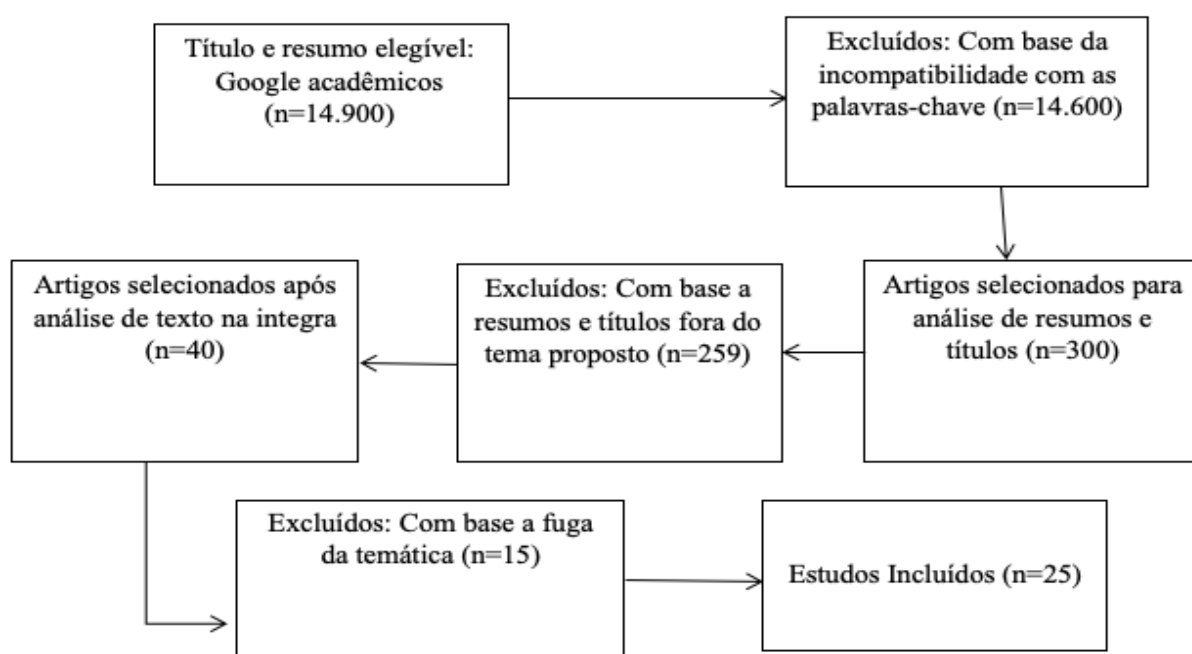 Título e resumo elegível:
Google acadêmicos
(n=14.900)
Excluídos: Com base da
incompatibilidade com as
palavras-chave (n=14.600)
Artigos selecionados para
análise de resumos e
títulos (n=300)
Excluídos: Com base a
resumos e títulos fora do
tema proposto (n=259)
Artigos selecionados após
análise de texto na integra
(n=40)
Excluídos: Com base a fuga
da temática (n=15)
Estudos Incluídos (n=25)